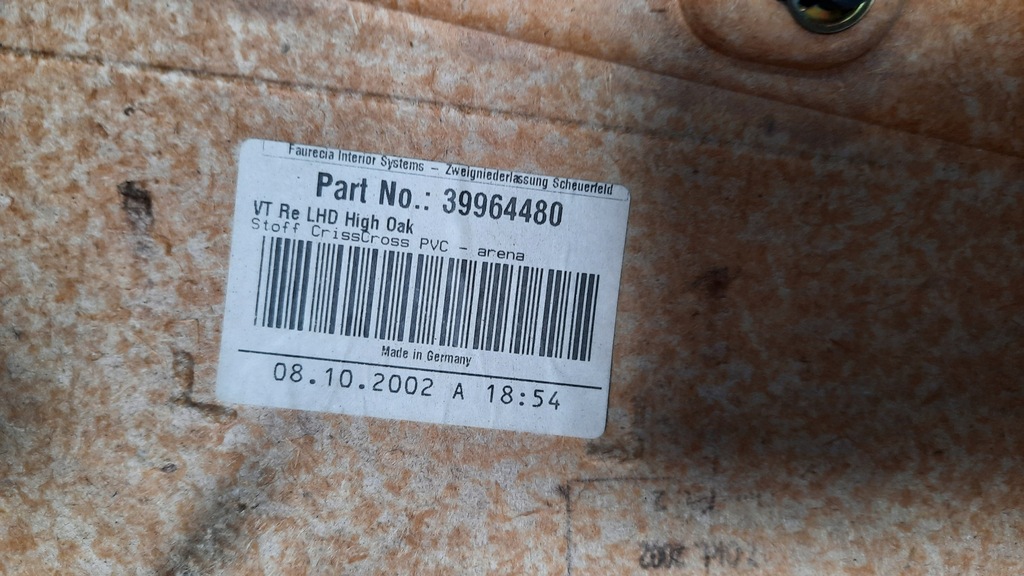 Faurecia Interior Systems – Zweigniederlassung Scheuerfeld
Part No.: 39964480
VT Re LHD High Oak
Stoff CrissCross PVC - arena
Made in Germany
08.10.2002 A 18:54